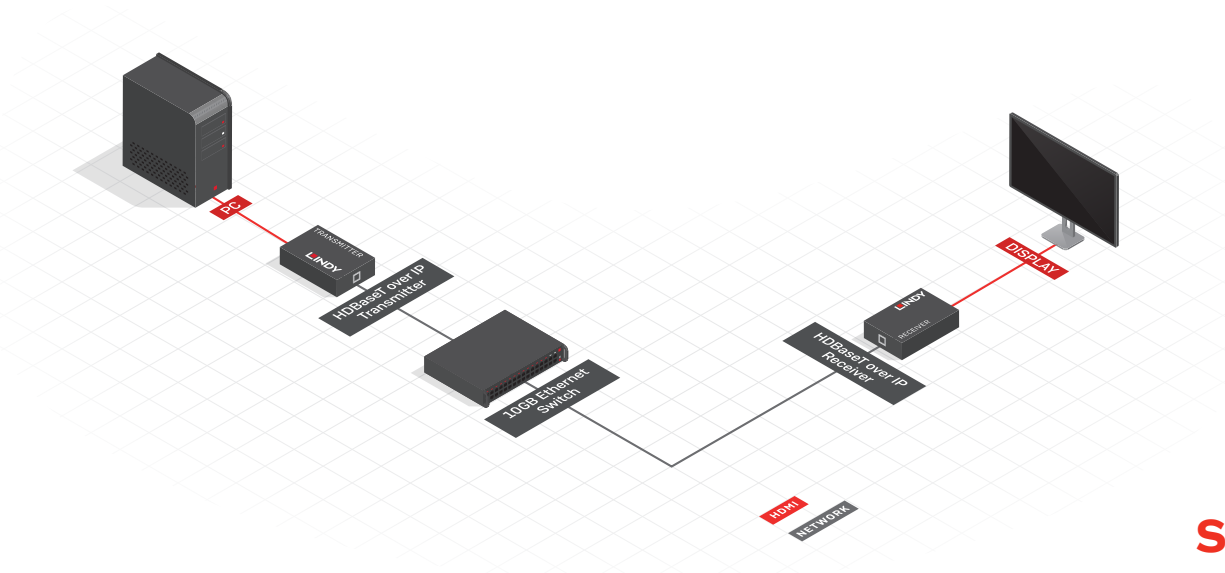 PC
TRANSMITTER
LINDY
HDBaseT over IP
Transmitter
10GB Ethernet
Switch
DISPLAY
LINDY
RECEIVER
HDBaseT over IP
Receiver
HDMI
NETWORK
S